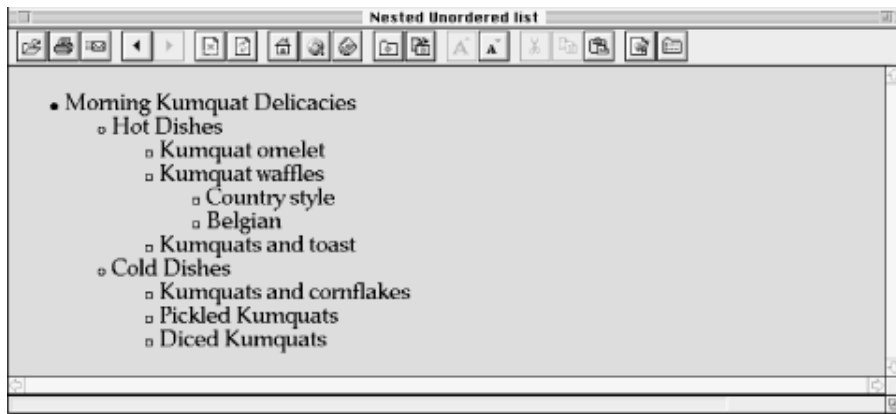 Nested Unordered list
A A
Morning Kumquat Delicacies
Hot Dishes
Kumquat omelet
Kumquat waffles
Country style
Belgian
Kumquats and toast
Cold Dishes
Kumquats and cornflakes
Pickled Kumquats
Diced Kumquats